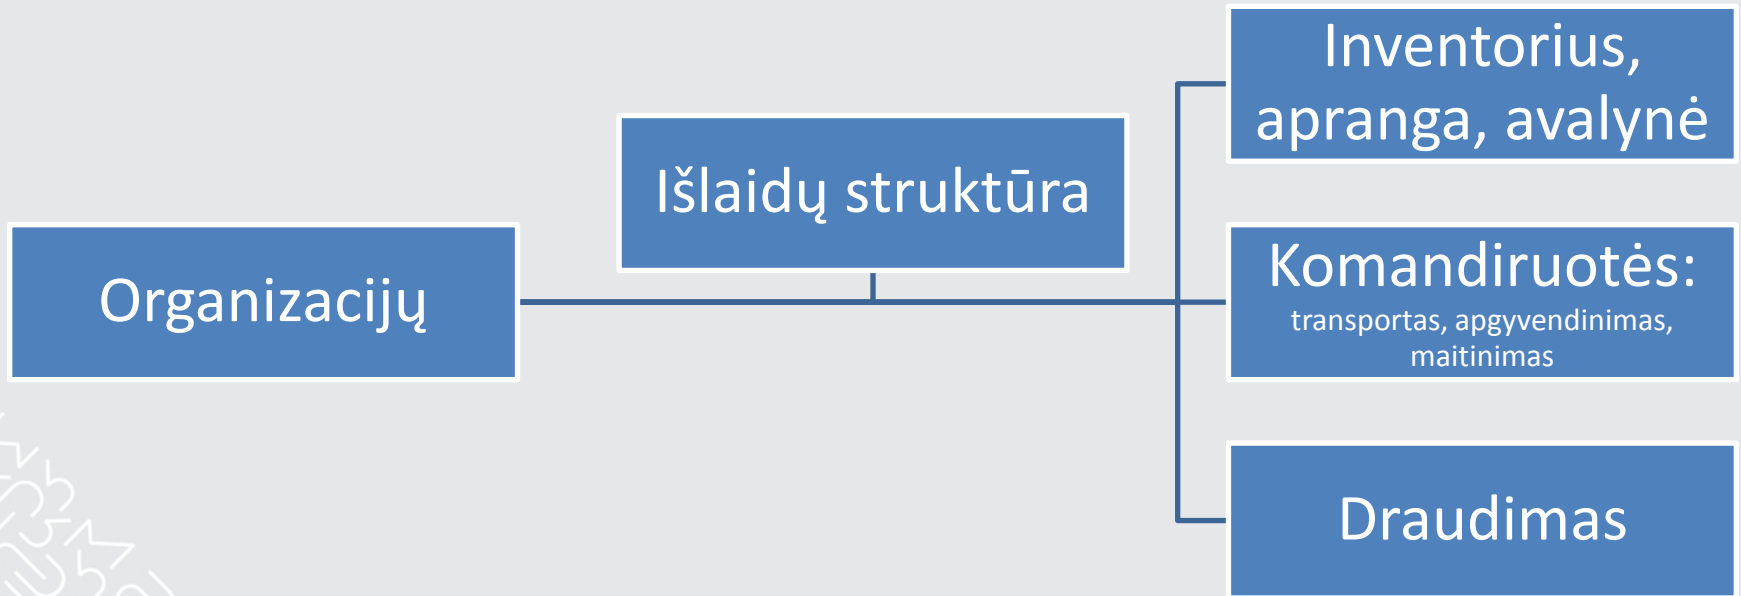 Organizacijų
Išlaidų struktūra
Inventorius,
apranga, avalynė
Komandiruotės:
transportas, apgyvendinimas,
maitinimas
Draudimas